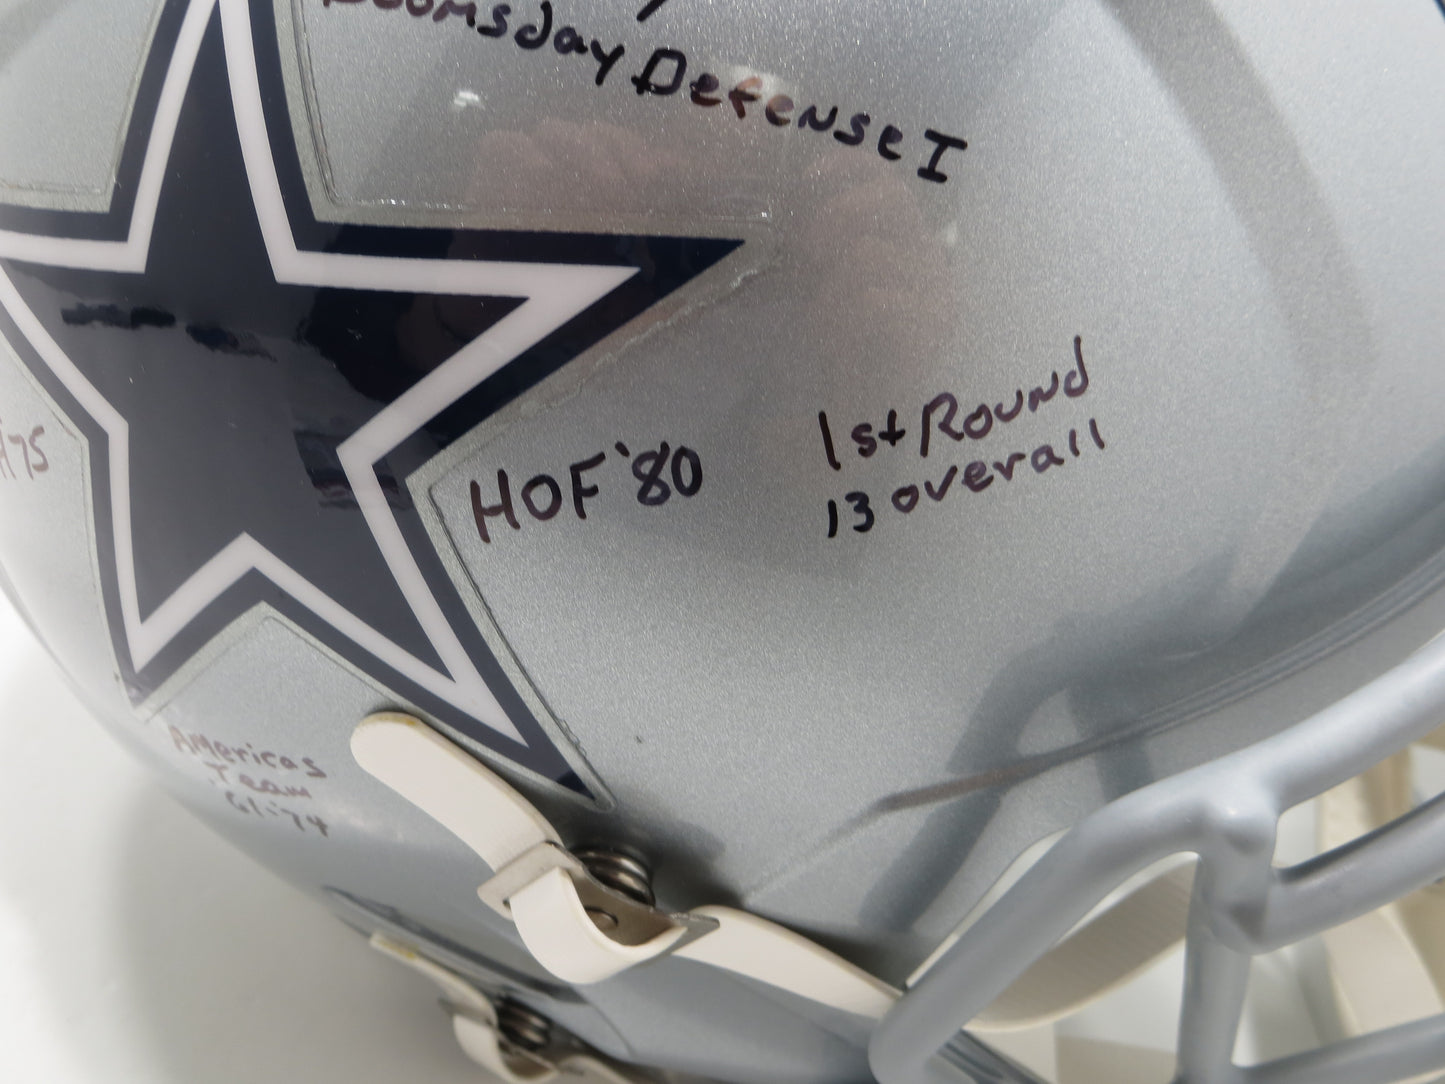 Doomsday Defense I
1st Round
13 overall
HOF '80
Americas
Team
61-74